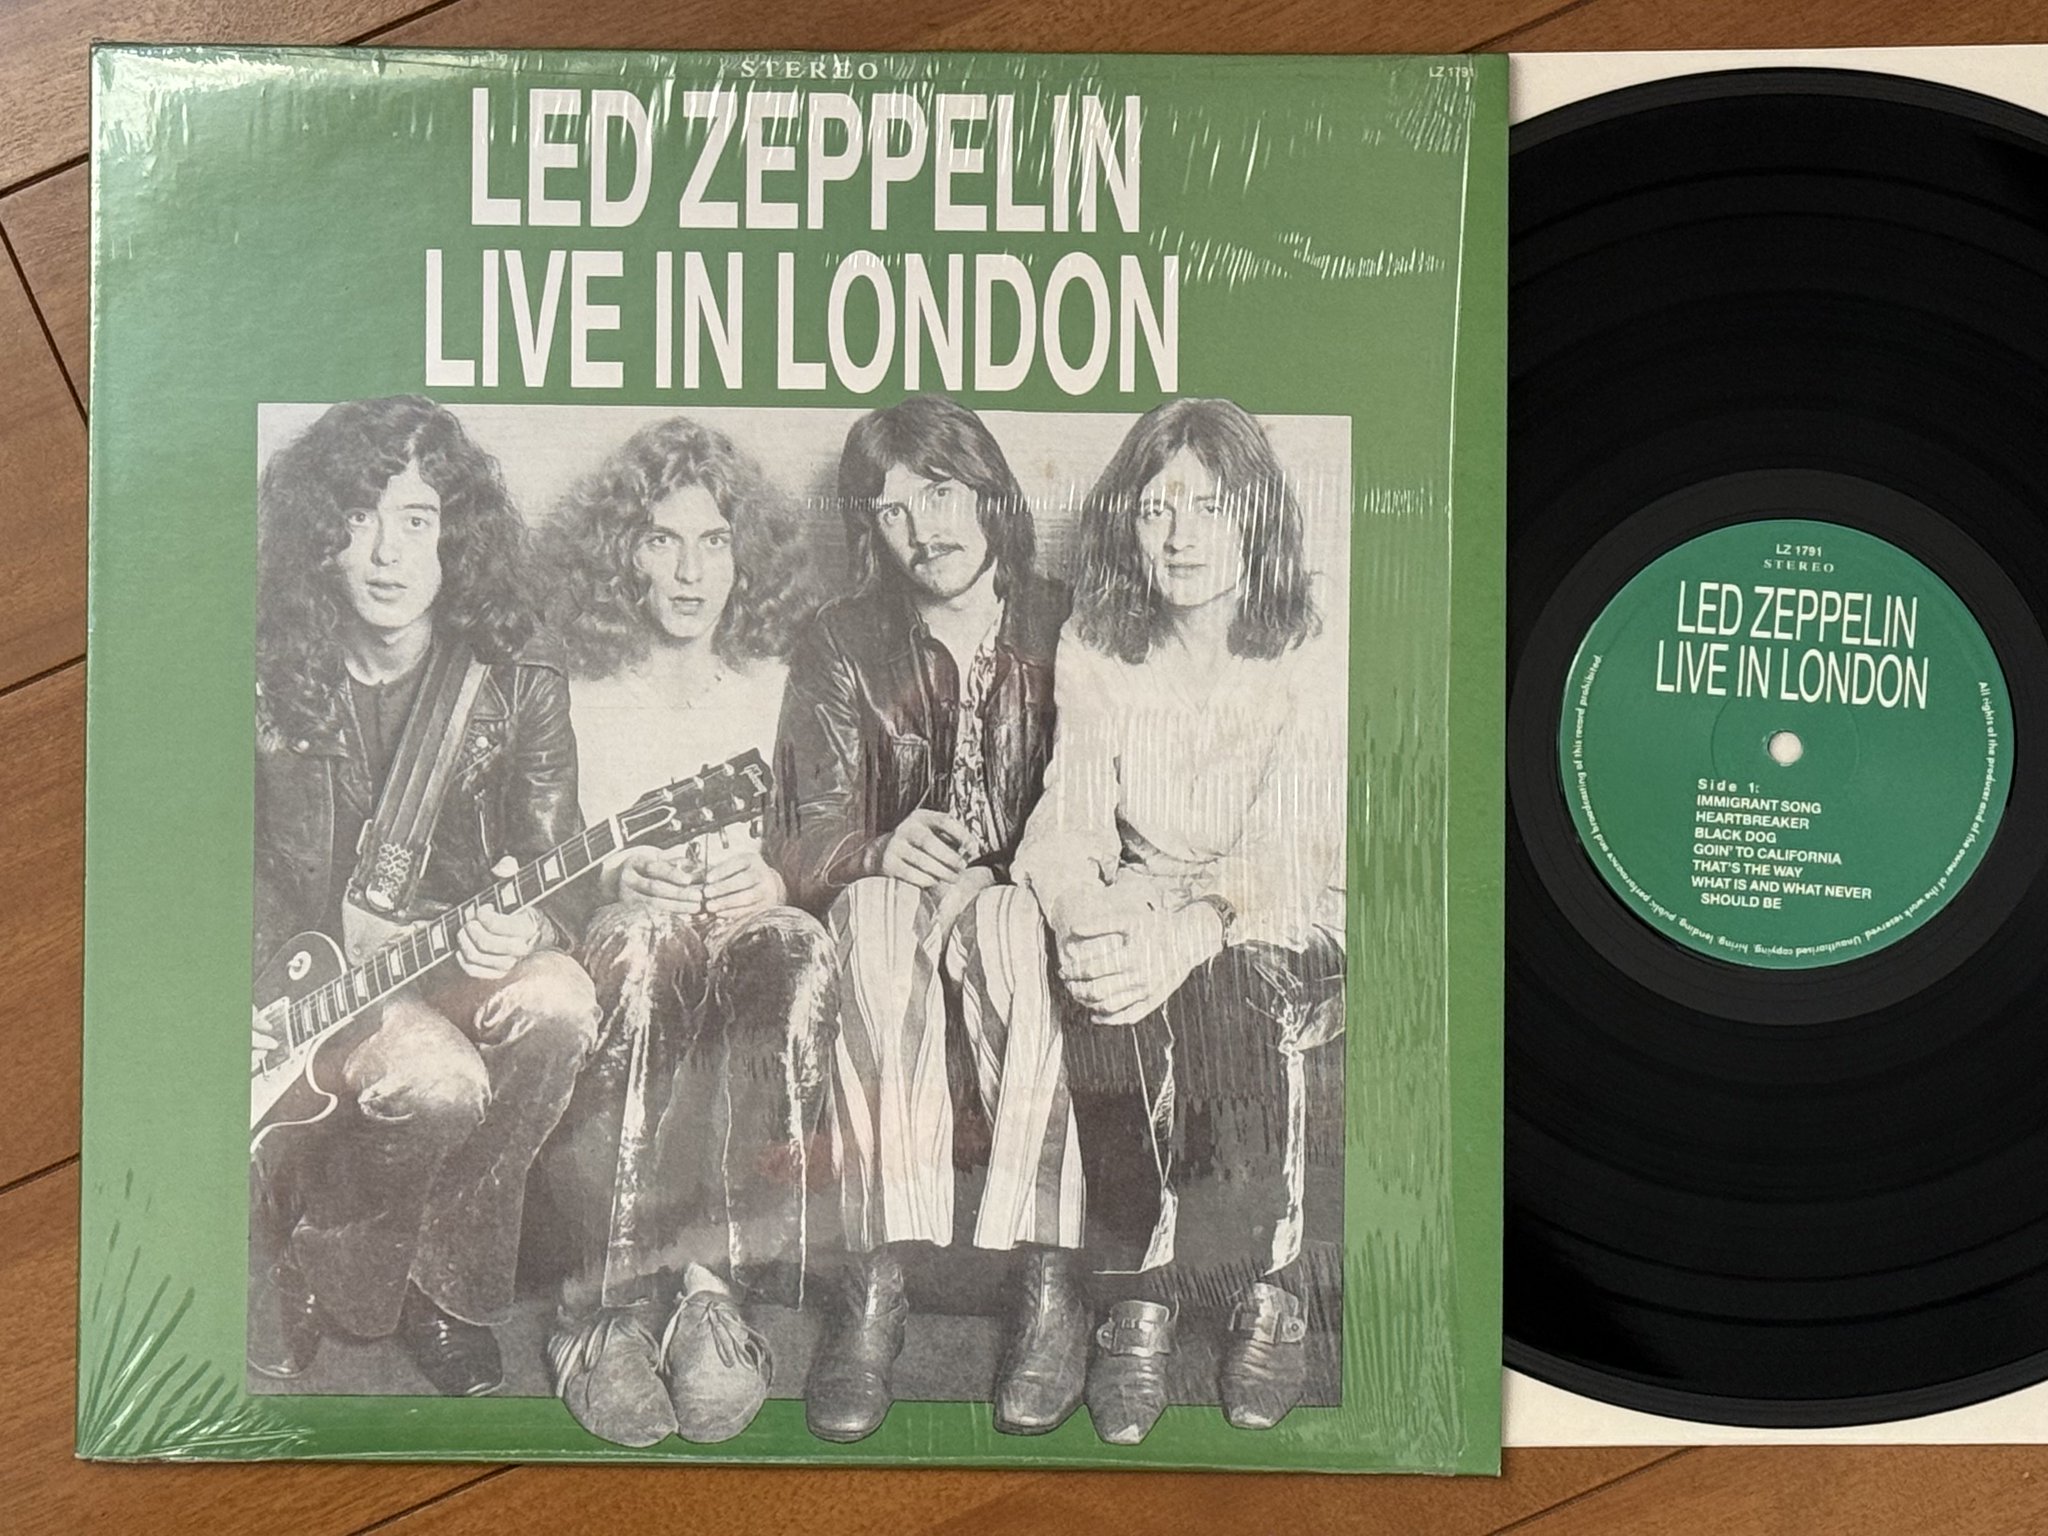 STEREO
LZ 1791
LED ZEPPELIN
LIVE IN LONDON
LZ 1791
STEREO
LED ZEPPELIN
LIVE IN LONDON
Side 1:
IMMIGRANT SONG
HEARTBREAKER
BLACK DOG
GOIN' TO CALIFORNIA
THAT'S THE WAY
WHAT IS AND WHAT NEVER
SHOULD BE
All rights of the producer and of the owner of the work reserved. Unauthorised copying, hiring, lending, public performance and broadcasting of this record prohibited.